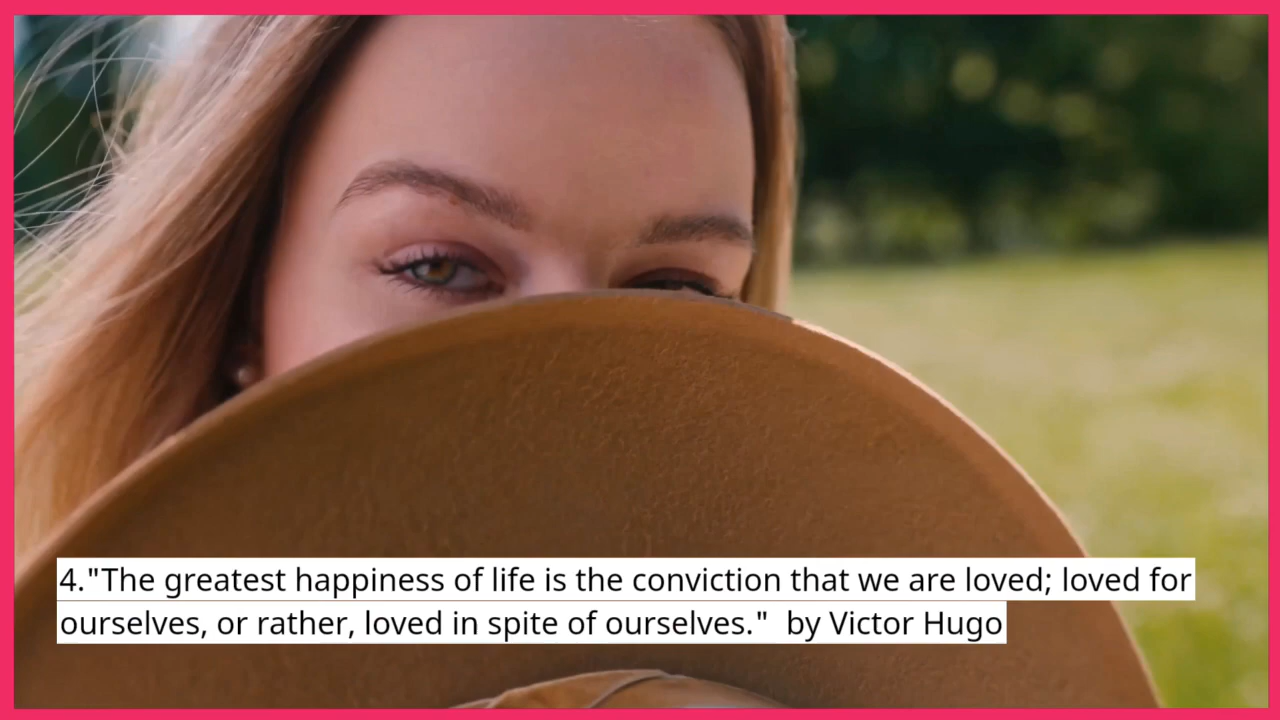 4."The greatest happiness of life is the conviction that we are loved; loved for
ourselves, or rather, loved in spite of ourselves."  by Victor Hugo